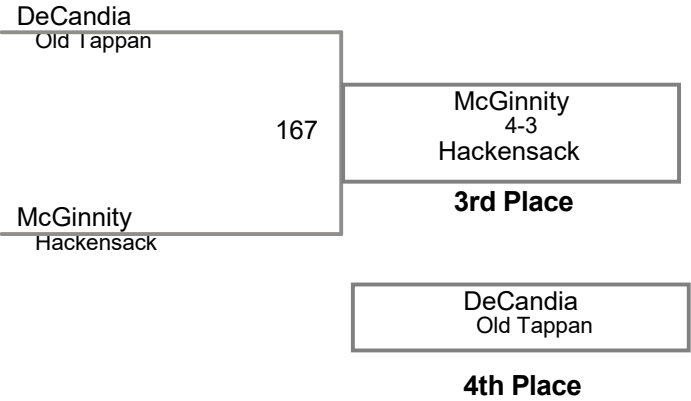 DeCandia
Old Tappan
167
McGinnity
4-3
Hackensack
3rd Place
McGinnity
Hackensack
DeCandia
Old Tappan
4th Place